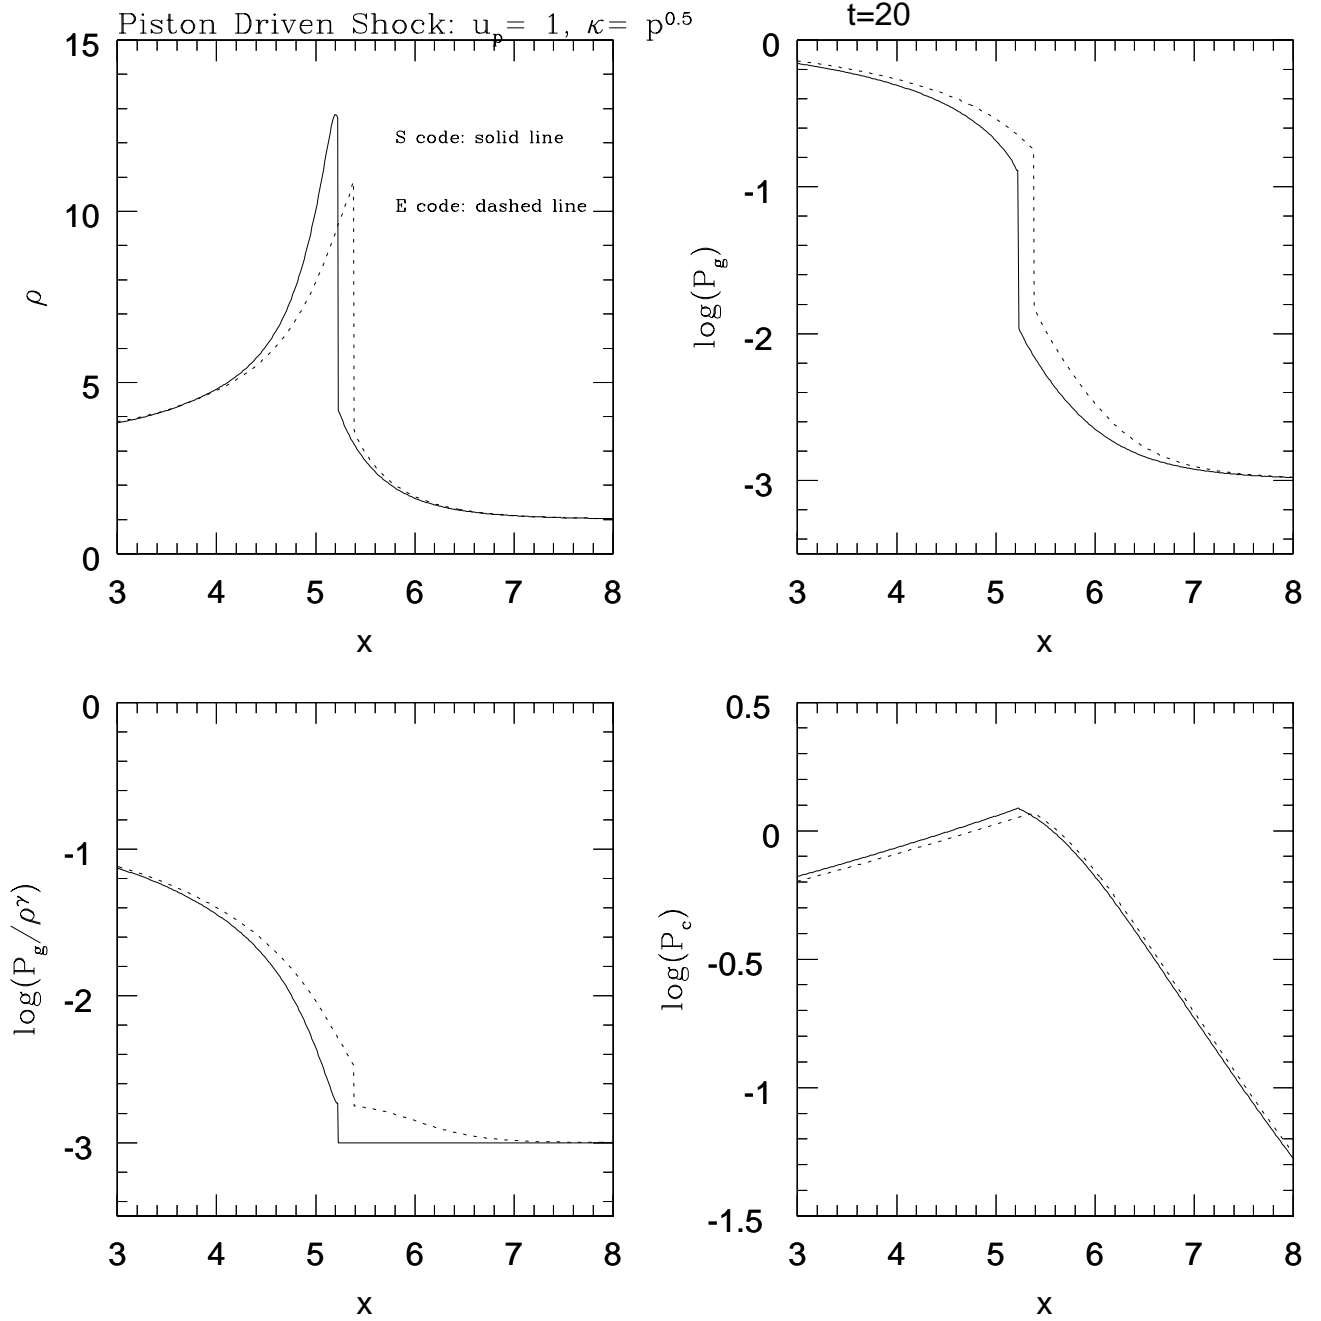 Piston Driven Shock: u_p= 1, κ= p^0.5
t=20
15
10
5
0
ρ
S code: solid line
E code: dashed line
3 4 5 6 7 8
x
0
-1
-2
-3
log(P_g)
3 4 5 6 7 8
x
0
-1
-2
-3
log(P_g/ρ^γ)
3 4 5 6 7 8
x
0.5
0
-0.5
-1
-1.5
log(P_c)
3 4 5 6 7 8
x